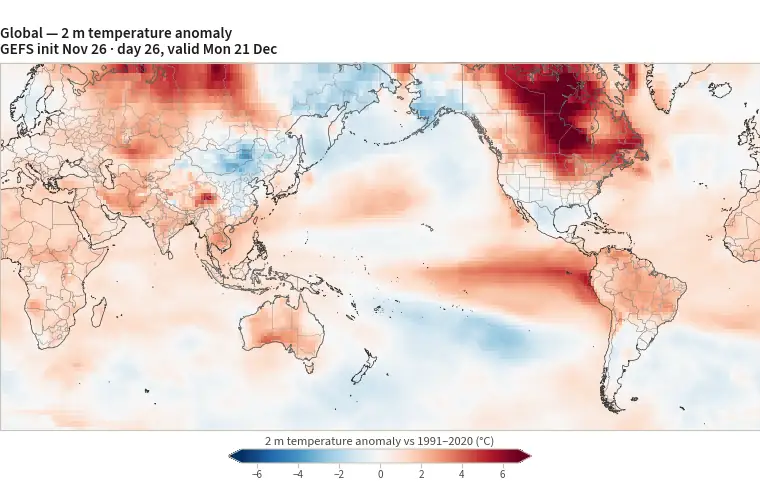 Global — 2 m temperature anomaly
GEFS init Nov 26 · day 26, valid Mon 21 Dec
2 m temperature anomaly vs 1991–2020 (°C)
−6 −4 −2 0 2 4 6